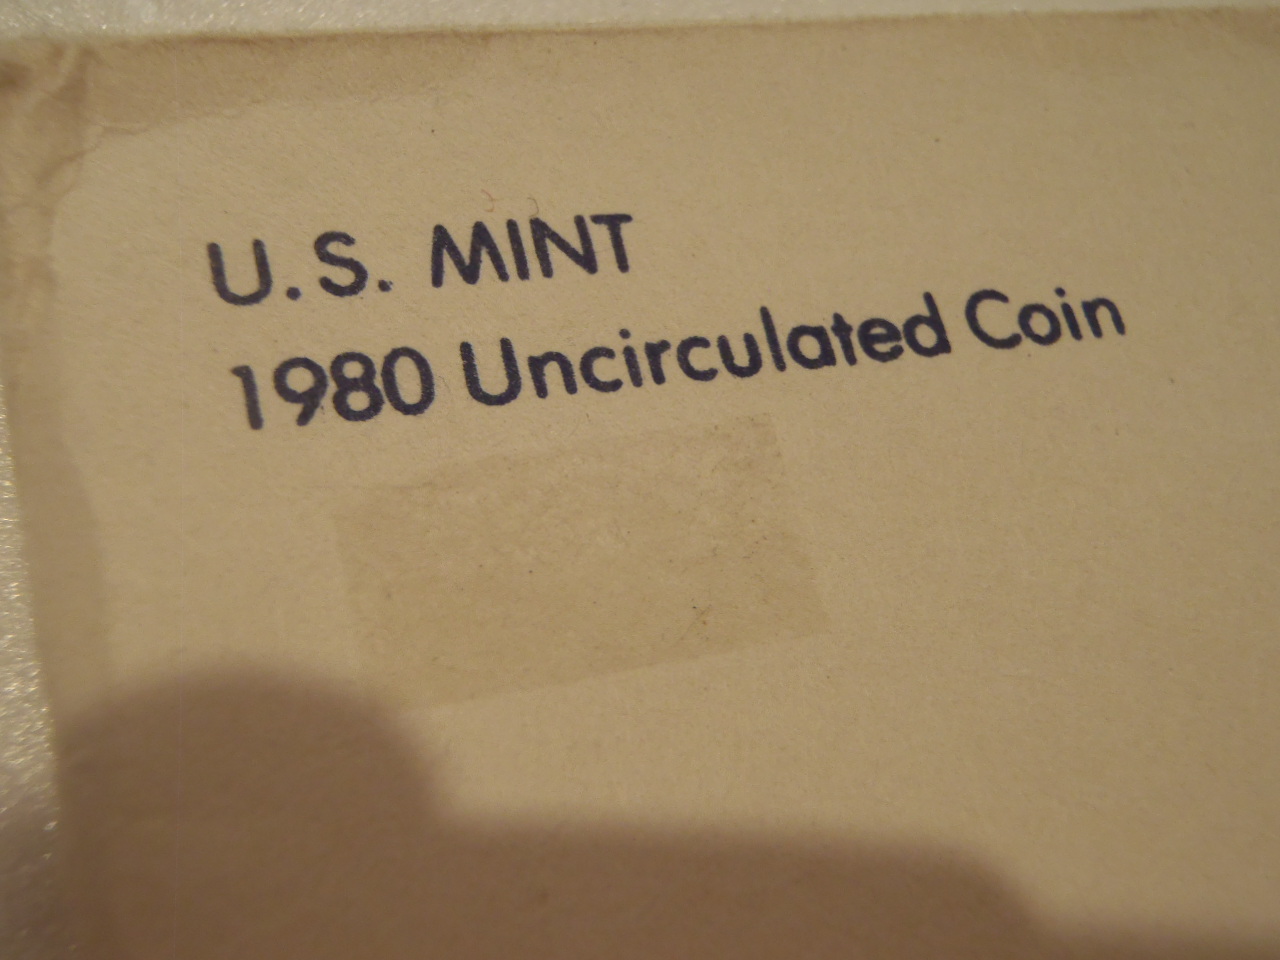 U.S. MINT
1980 Uncirculated Coin